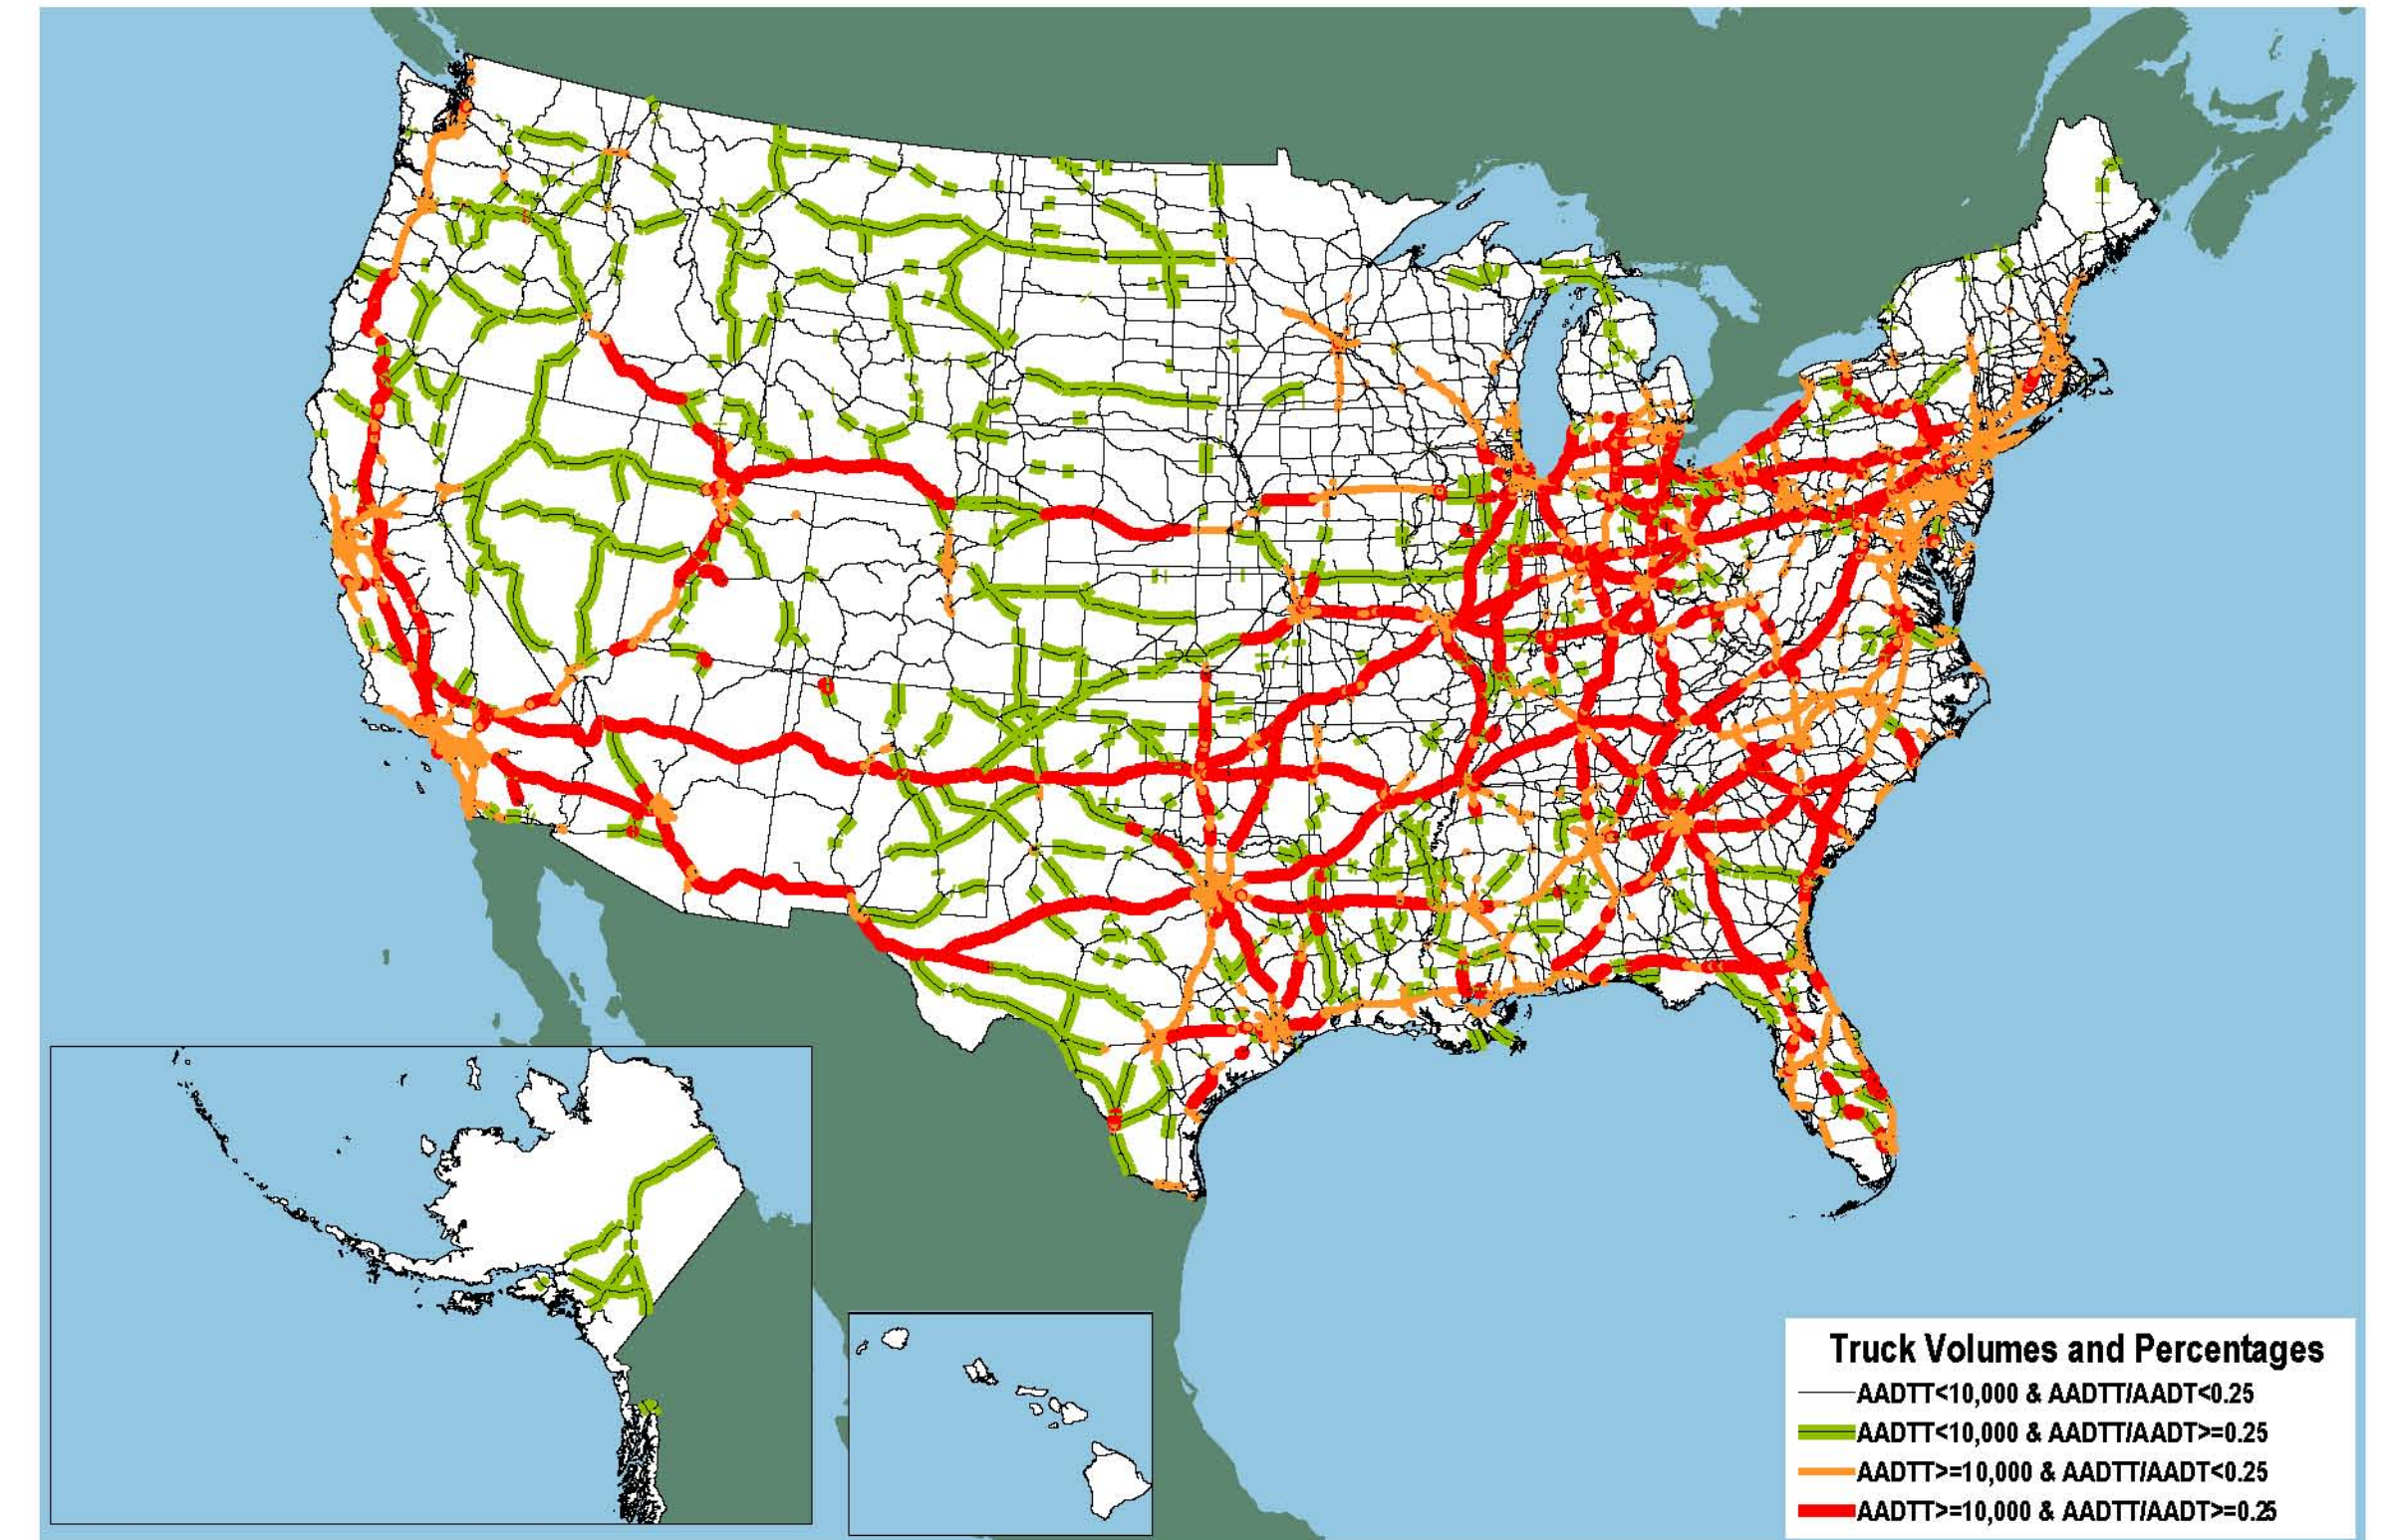 Truck Volumes and Percentages
AADTT<10,000 & AADTT/AADT<0.25
AADTT<10,000 & AADTT/AADT>=0.25
AADTT>=10,000 & AADTT/AADT<0.25
AADTT>=10,000 & AADTT/AADT>=0.25